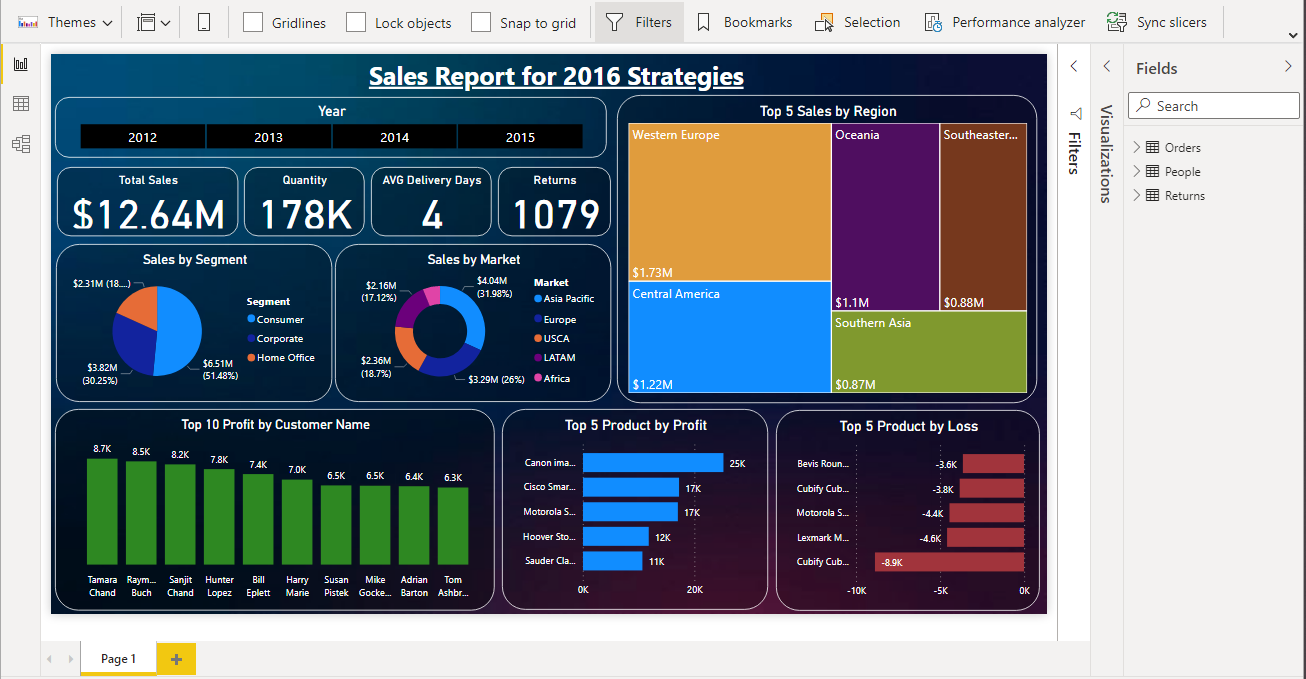 Themes
Gridlines
Lock objects
Snap to grid
Filters
Bookmarks
Selection
Performance analyzer
Sync slicers
Sales Report for 2016 Strategies
Year
2012
2013
2014
2015
Total Sales
$12.64M
Quantity
178K
AVG Delivery Days
4
Returns
1079
Sales by Segment
$2.31M (18....)
$3.82M
(30.25%)
$6.51M
(51.48%)
Segment
Consumer
Corporate
Home Office
Sales by Market
$2.16M
(17.12%)
$4.04M
(31.98%)
$2.36M
(18.7%)
$3.29M (26%)
Market
Asia Pacific
Europe
USCA
LATAM
Africa
Top 5 Sales by Region
Western Europe
$1.73M
Oceania
$1.1M
Southeaster...
$0.88M
Central America
$1.22M
Southern Asia
$0.87M
Top 10 Profit by Customer Name
8.7K
8.5K
8.2K
7.8K
7.4K
7.0K
6.5K
6.5K
6.4K
6.3K
Tamara
Chand
Raym...
Buch
Sanjit
Chand
Hunter
Lopez
Bill
Eplett
Harry
Marie
Susan
Pistek
Mike
Gocke...
Adrian
Barton
Tom
Ashbr...
Top 5 Product by Profit
Canon ima...
25K
Cisco Smar...
17K
Motorola S...
17K
Hoover Sto...
12K
Sauder Cla...
11K
0K
20K
Top 5 Product by Loss
Bevis Roun...
-3.6K
Cubify Cub...
-3.8K
Motorola S...
-4.4K
Lexmark M...
-4.6K
Cubify Cub...
-8.9K
-10K
-5K
0K
Filters
Visualizations
Fields
Search
Orders
People
Returns
Page 1